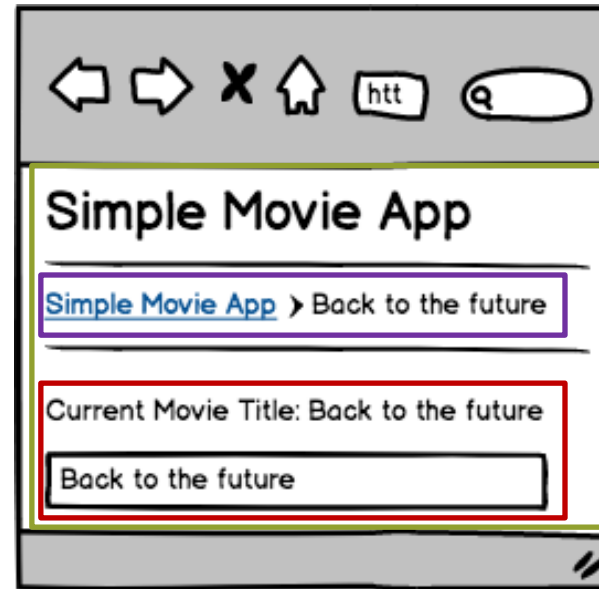 htt
Simple Movie App
Simple Movie App > Back to the future
Current Movie Title: Back to the future
Back to the future